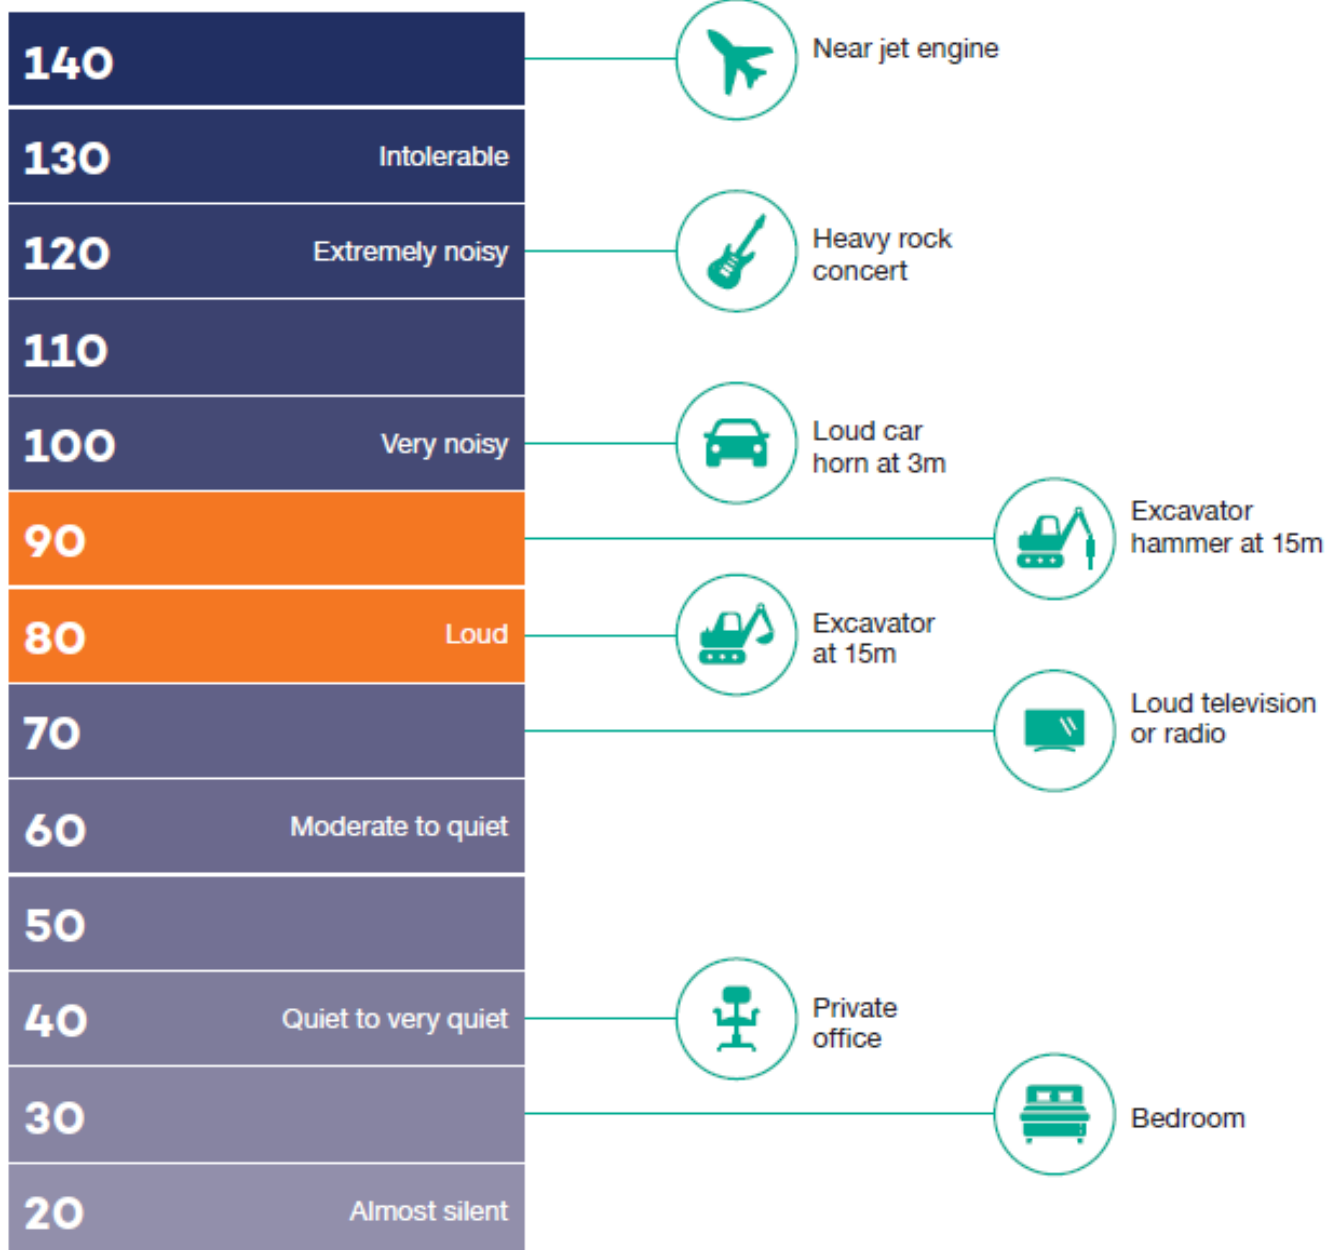 140
Near jet engine
130
Intolerable
120
Extremely noisy
Heavy rock
concert
110
100
Very noisy
Loud car
horn at 3m
90
Excavator
hammer at 15m
80
Loud
Excavator
at 15m
70
Loud television
or radio
60
Moderate to quiet
50
40
Quiet to very quiet
Private
office
30
Bedroom
20
Almost silent